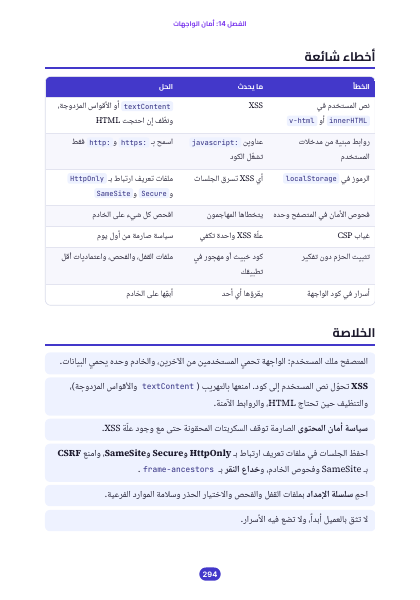 الفصل 14: أمان الواجهات
أخطاء شائعة
الخطأ ما يحدث الحل
نص المستخدم في XSS textContent أو الأقواس المزدوجة،
innerHTML أو v-html ونظّف إن احتجت HTML
روابط مبنية من مدخلات عناوين javascript: اسمح بـ https: و http: فقط
المستخدم تشغّل الكود
الرموز في localStorage أي XSS تسرق الجلسات ملفات تعريف ارتباط بـ HttpOnly
و Secure و SameSite
فحوص الأمان في المتصفح وحده يتخطاها المهاجمون افحص كل شيء على الخادم
غياب CSP علّة XSS واحدة تكفي سياسة صارمة من أول يوم
تثبيت الحزم دون تفكير كود خبيث أو مهجور في ملفات القفل، والفحص، واعتماديات أقل
تطبيقك
أسرار في كود الواجهة يقرؤها أي أحد أبقِها على الخادم
الخلاصة
المتصفح ملك المستخدم: الواجهة تحمي المستخدمين من الآخرين، والخادم وحده يحمي البيانات.
XSS تحوّل نص المستخدم إلى كود. امنعها بالتهريب ( textContent والأقواس المزدوجة)،
والتنظيف حين تحتاج HTML، والروابط الآمنة.
سياسة أمان المحتوى الصارمة توقف السكربتات المحقونة حتى مع وجود علّة XSS.
احفظ الجلسات في ملفات تعريف ارتباط بـ HttpOnly وSecure وSameSite، وامنع CSRF
بـ SameSite وفحوص الخادم، وخداع النقر بـ frame-ancestors .
احمِ سلسلة الإمداد بملفات القفل والفحص والاختيار الحذر وسلامة الموارد الفرعية.
لا تثق بالعميل أبداً، ولا تضع فيه الأسرار.
294